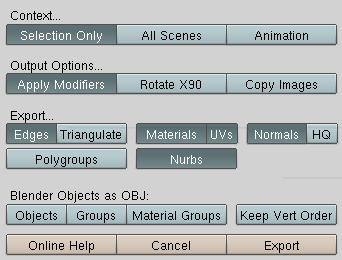 Context...
Selection Only All Scenes Animation
Output Options...
Apply Modifiers Rotate X90 Copy Images
Export...
Edges Triangulate Materials UVs Normals HQ
Polygroups Nurbs
Blender Objects as OBJ:
Objects Groups Material Groups Keep Vert Order
Online Help Cancel Export